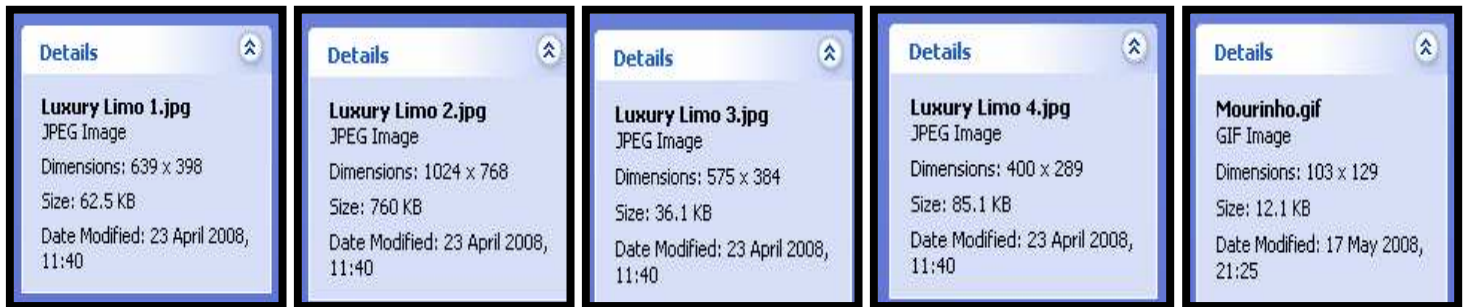 Details
Luxury Limo 1.jpg
JPEG Image
Dimensions: 639 x 398
Size: 62.5 KB
Date Modified: 23 April 2008,
11:40
Details
Luxury Limo 2.jpg
JPEG Image
Dimensions: 1024 x 768
Size: 760 KB
Date Modified: 23 April 2008,
11:40
Details
Luxury Limo 3.jpg
JPEG Image
Dimensions: 575 x 384
Size: 36.1 KB
Date Modified: 23 April 2008,
11:40
Details
Luxury Limo 4.jpg
JPEG Image
Dimensions: 400 x 289
Size: 85.1 KB
Date Modified: 23 April 2008,
11:40
Details
Mourinho.gif
GIF Image
Dimensions: 103 x 129
Size: 12.1 KB
Date Modified: 17 May 2008,
21:25